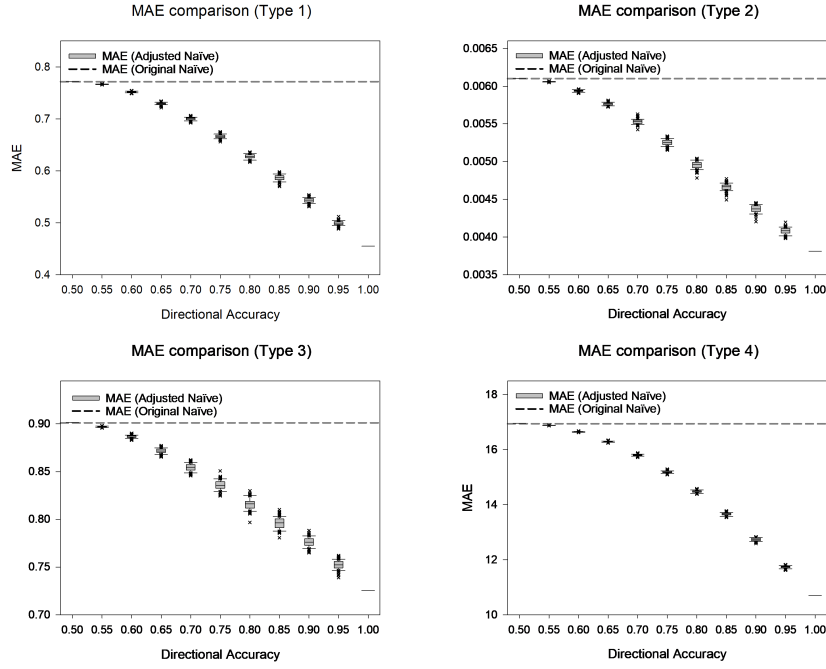 MAE comparison (Type 1)
MAE (Adjusted Naïve)
MAE (Original Naïve)
MAE
0.8
0.7
0.6
0.5
0.4
0.50 0.55 0.60 0.65 0.70 0.75 0.80 0.85 0.90 0.95 1.00
Directional Accuracy
MAE comparison (Type 2)
MAE (Adjusted Naïve)
MAE (Original Naïve)
0.0065
0.0060
0.0055
0.0050
0.0045
0.0040
0.0035
0.50 0.55 0.60 0.65 0.70 0.75 0.80 0.85 0.90 0.95 1.00
Directional Accuracy
MAE comparison (Type 3)
MAE (Adjusted Naïve)
MAE (Original Naïve)
0.90
0.85
0.80
0.75
0.70
0.50 0.55 0.60 0.65 0.70 0.75 0.80 0.85 0.90 0.95 1.00
Directional Accuracy
MAE comparison (Type 4)
MAE (Adjusted Naïve)
MAE (Original Naïve)
MAE
18
16
14
12
10
0.50 0.55 0.60 0.65 0.70 0.75 0.80 0.85 0.90 0.95 1.00
Directional Accuracy